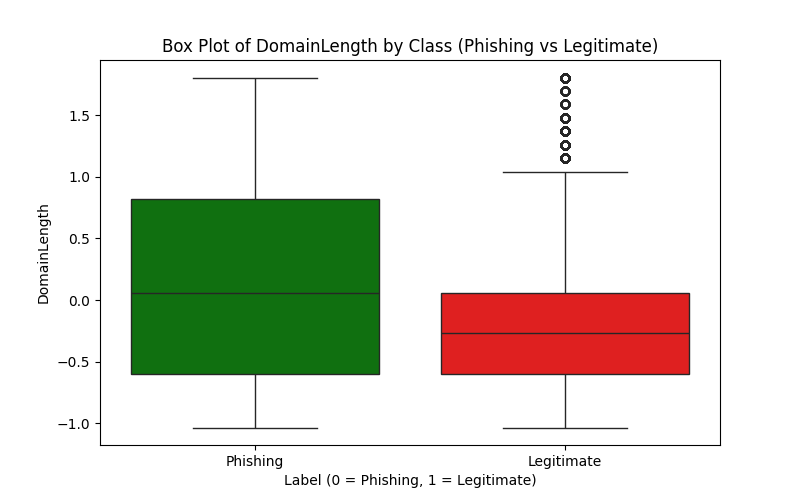 Box Plot of DomainLength by Class (Phishing vs Legitimate)
DomainLength
1.5
1.0
0.5
0.0
−0.5
−1.0
Phishing Legitimate
Label (0 = Phishing, 1 = Legitimate)